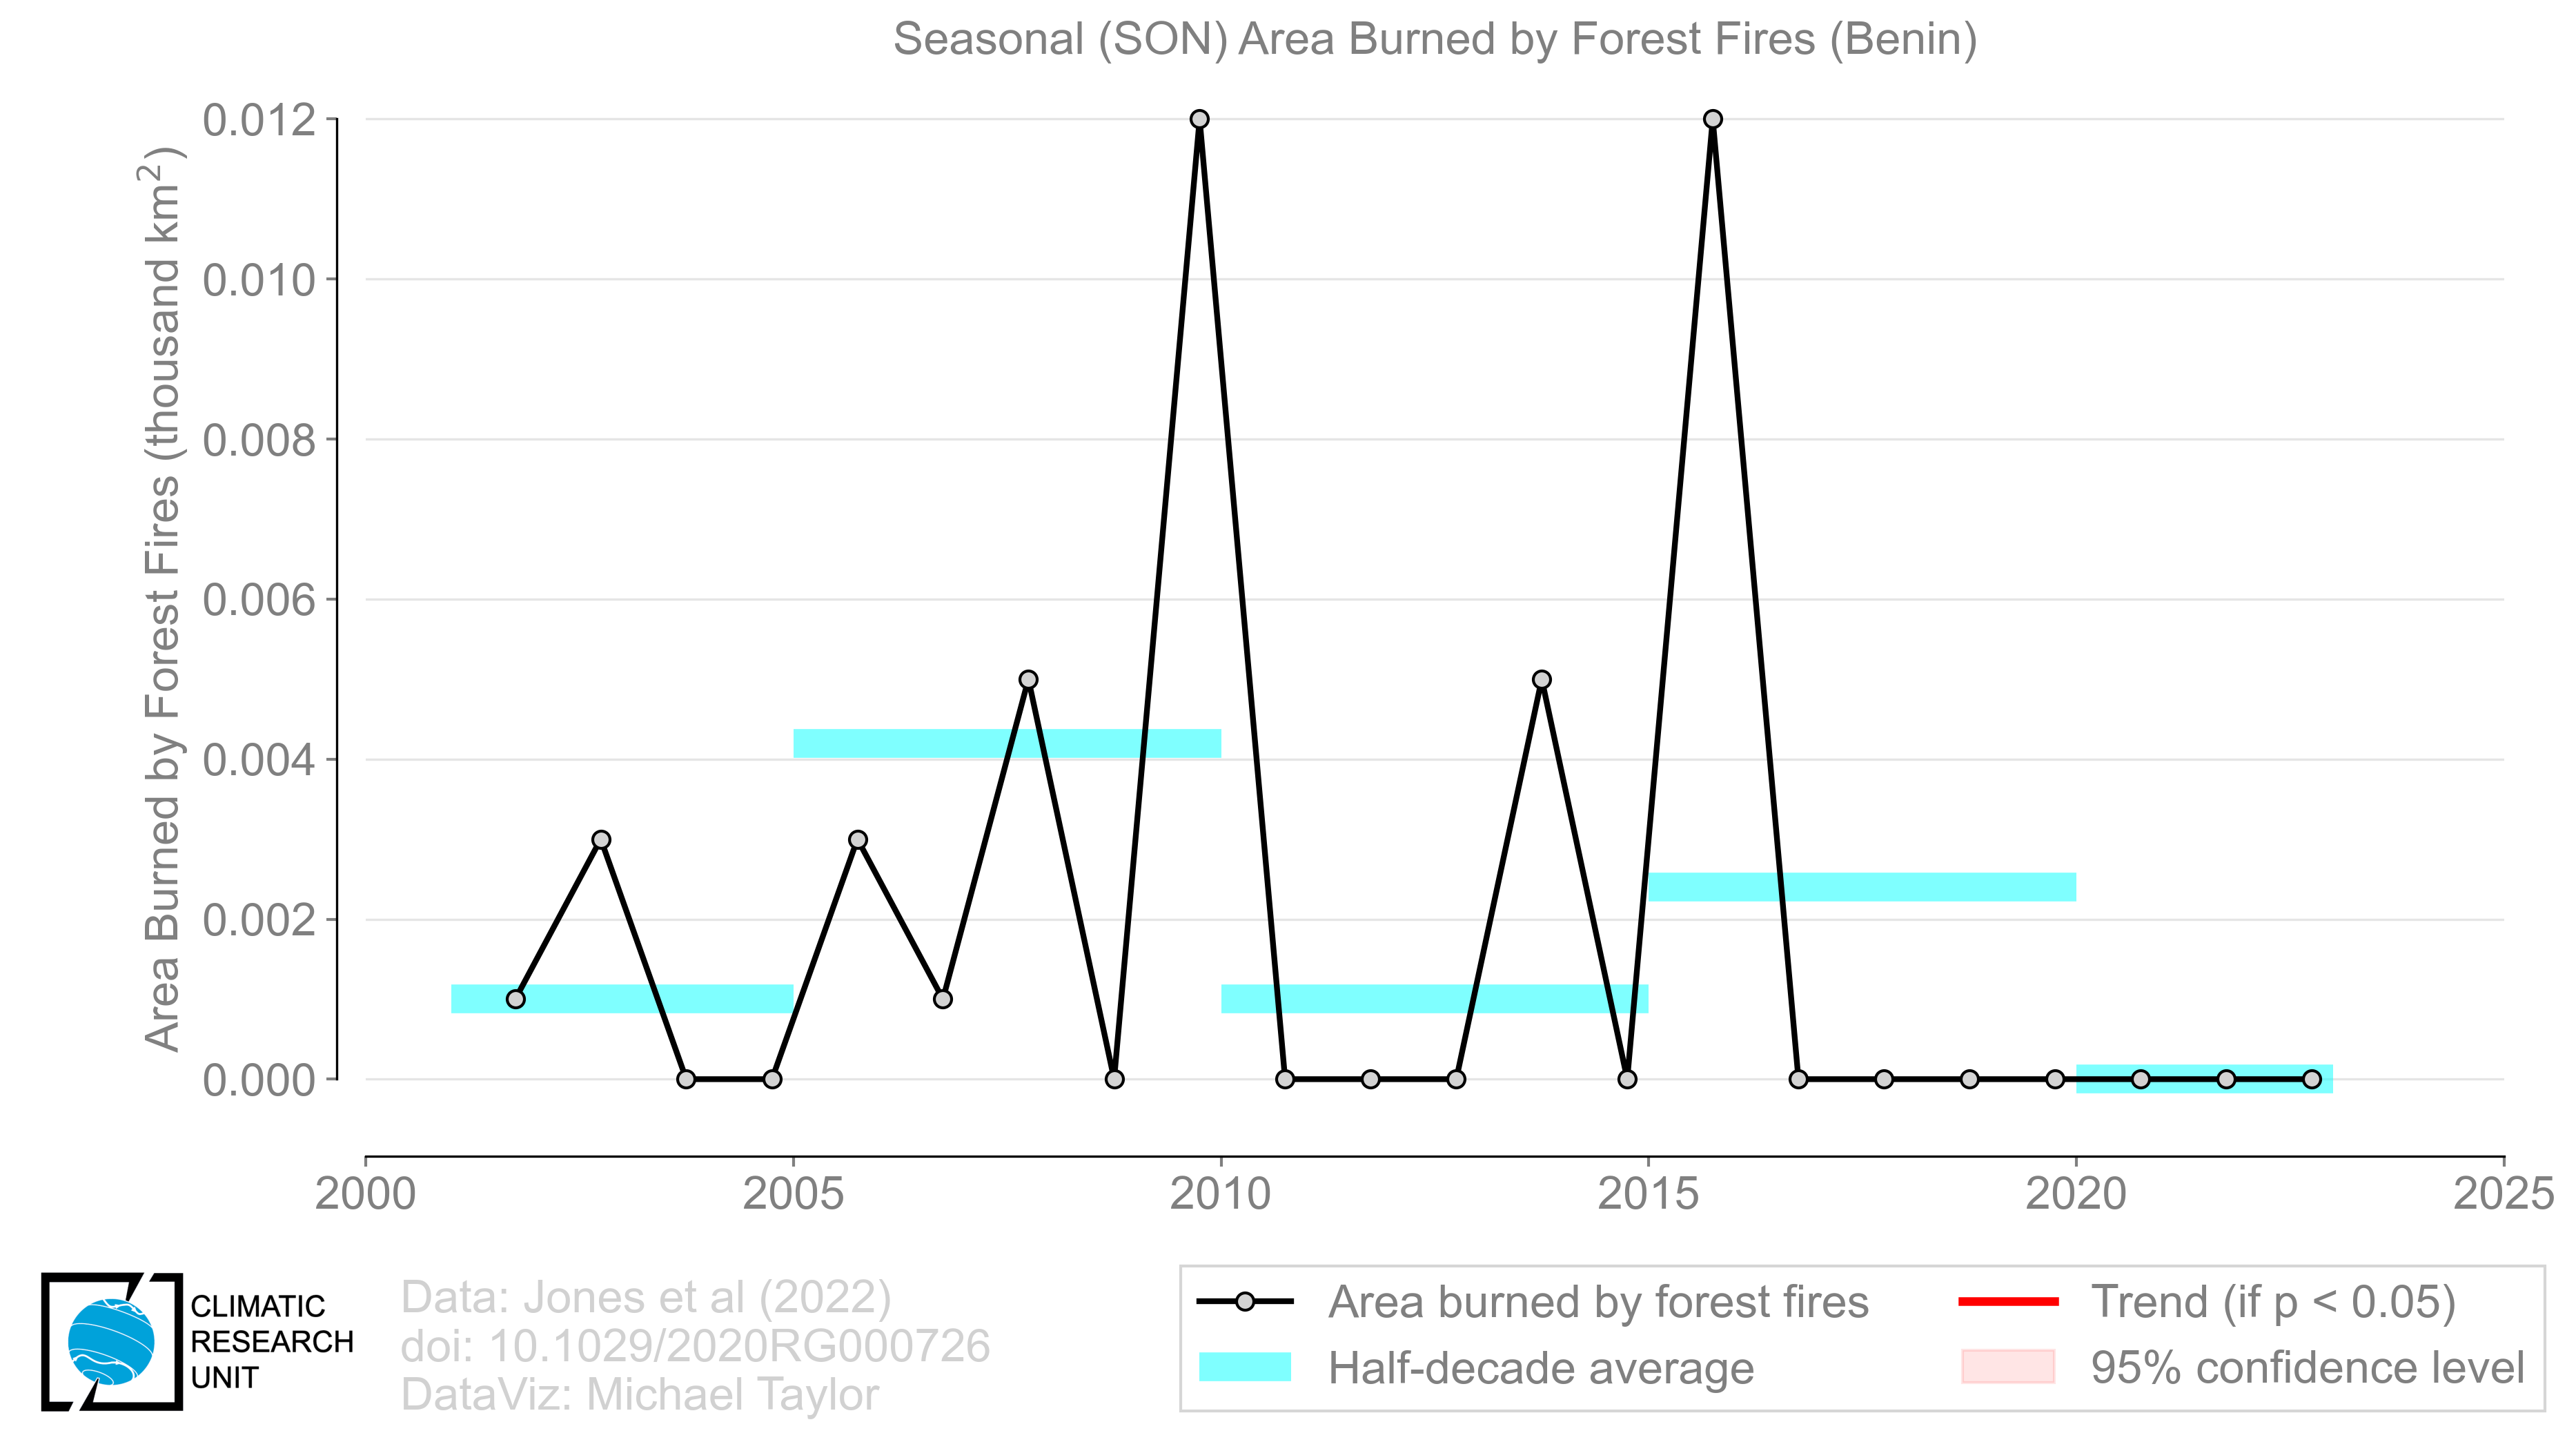 Seasonal (SON) Area Burned by Forest Fires (Benin)
Area Burned by Forest Fires (thousand km²)
0.012
0.010
0.008
0.006
0.004
0.002
0.000
2000 2005 2010 2015 2020 2025
CLIMATIC
RESEARCH
UNIT
Data: Jones et al (2022)
doi: 10.1029/2020RG000726
DataViz: Michael Taylor
Area burned by forest fires
Half-decade average
Trend (if p < 0.05)
95% confidence level